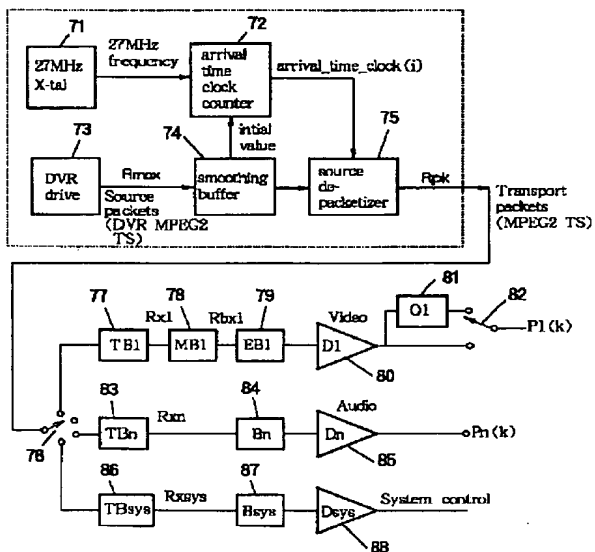 71
27MHz
X-tal
27MHz
frequency
72
arrival
time
clock
counter
arrival_time_clock(i)
73
DVR
drive
Rmax
Source
packets
(DVR MPEG2
TS)
74
intial
value
smoothing
buffer
75
source
de-
packetizer
Rpk
Transport
packets
(MPEG2 TS)
76
77
TB1
Rx1
78
MB1
Rbx1
79
EB1
Video
D1
80
81
O1
82
P1(k)
83
TBn
Rxn
84
Bn
Audio
Dn
85
Pn(k)
86
TBsys
Rxsys
87
Bsys
Dsys
88
System control